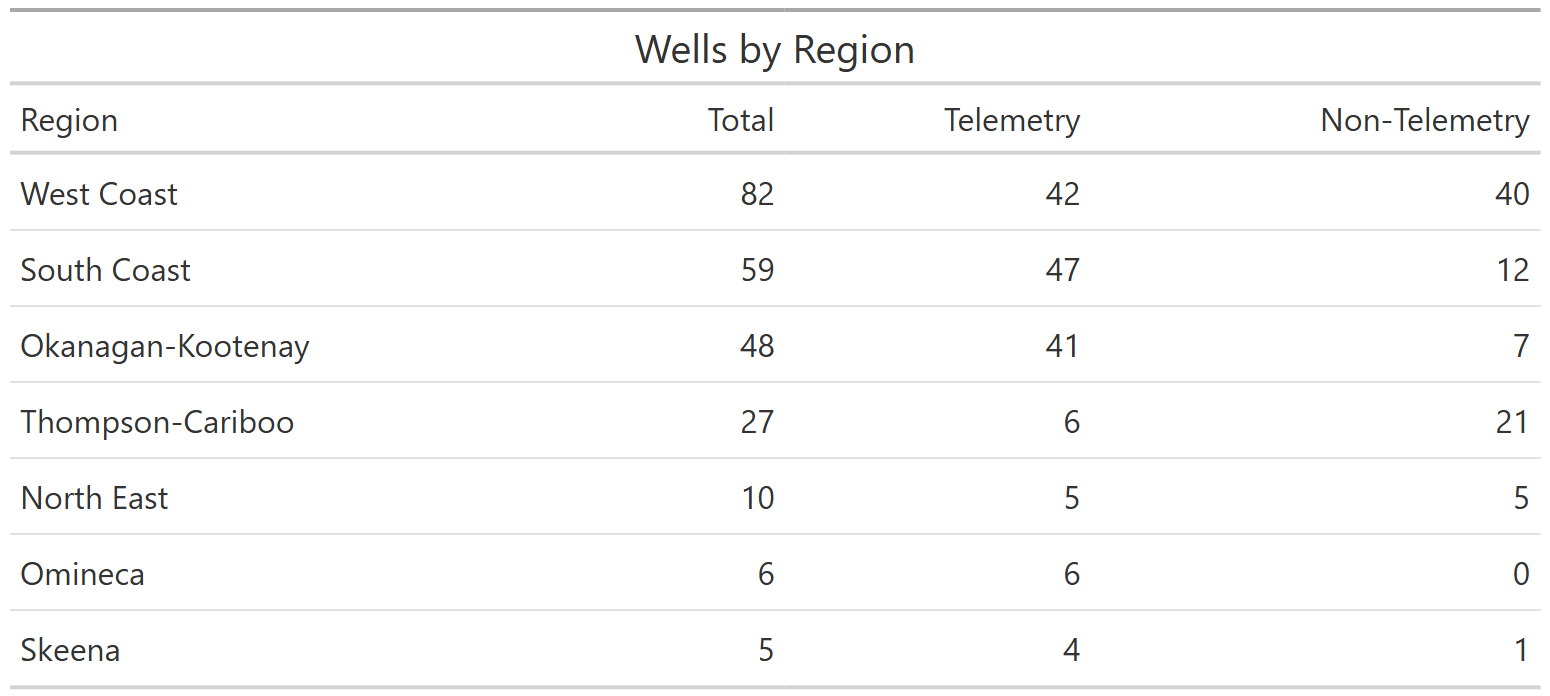 Wells by Region
Region Total Telemetry Non-Telemetry
West Coast 82 42 40
South Coast 59 47 12
Okanagan-Kootenay 48 41 7
Thompson-Cariboo 27 6 21
North East 10 5 5
Omineca 6 6 0
Skeena 5 4 1